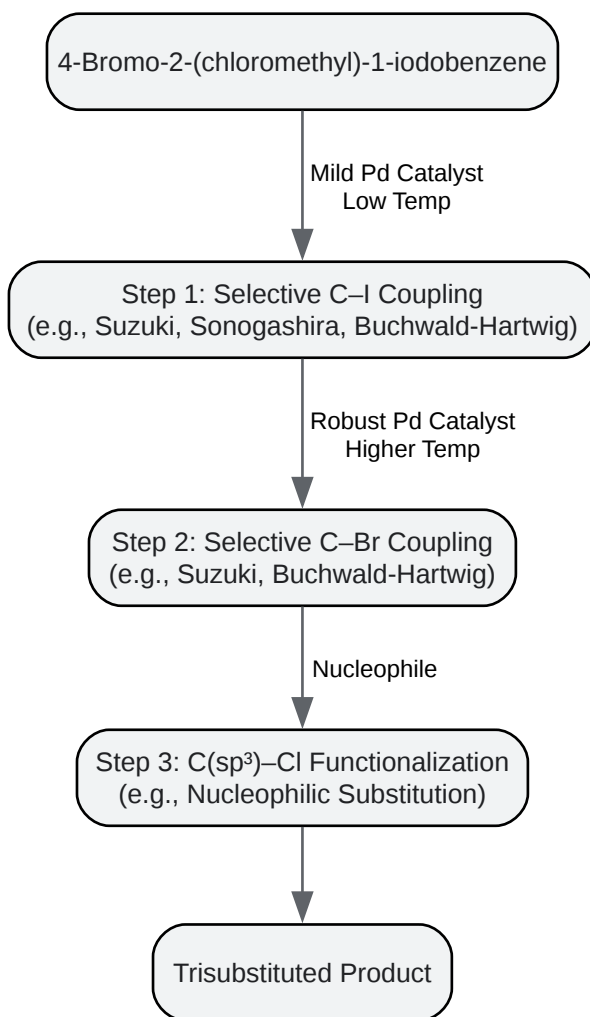 4-Bromo-2-(chloromethyl)-1-iodobenzene
Mild Pd Catalyst
Low Temp
Step 1: Selective C–I Coupling
(e.g., Suzuki, Sonogashira, Buchwald-Hartwig)
Robust Pd Catalyst
Higher Temp
Step 2: Selective C–Br Coupling
(e.g., Suzuki, Buchwald-Hartwig)
Nucleophile
Step 3: C(sp³)–Cl Functionalization
(e.g., Nucleophilic Substitution)
Trisubstituted Product